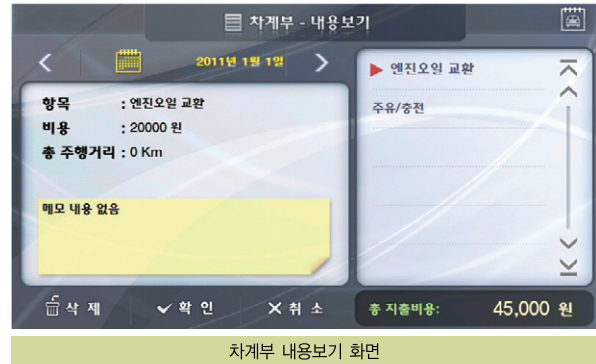 차계부 - 내용보기
2011년 1월 1일
항목 : 엔진오일 교환
비용 : 20000 원
총 주행거리 : 0 Km
메모 내용 없음
엔진오일 교환
주유/충전
삭 제 확 인 취 소
총 지출비용: 45,000 원
차계부 내용보기 화면